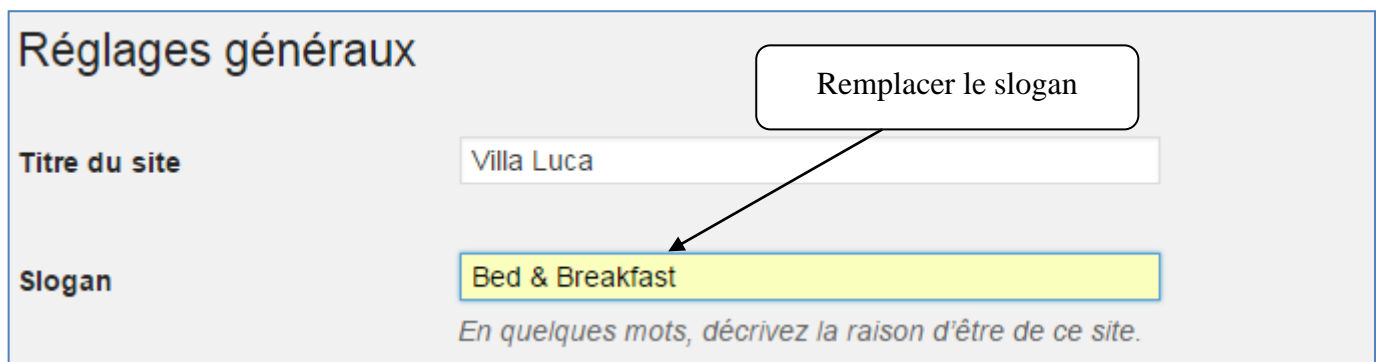 Réglages généraux
Remplacer le slogan
Titre du site
Villa Luca
Slogan
Bed & Breakfast
En quelques mots, décrivez la raison d’être de ce site.